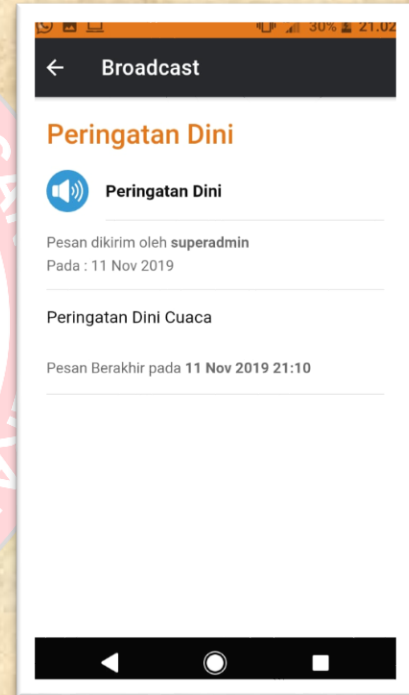 30% 21.02
Broadcast
Peringatan Dini
Peringatan Dini
Pesan dikirim oleh superadmin
Pada : 11 Nov 2019
Peringatan Dini Cuaca
Pesan Berakhir pada 11 Nov 2019 21:10